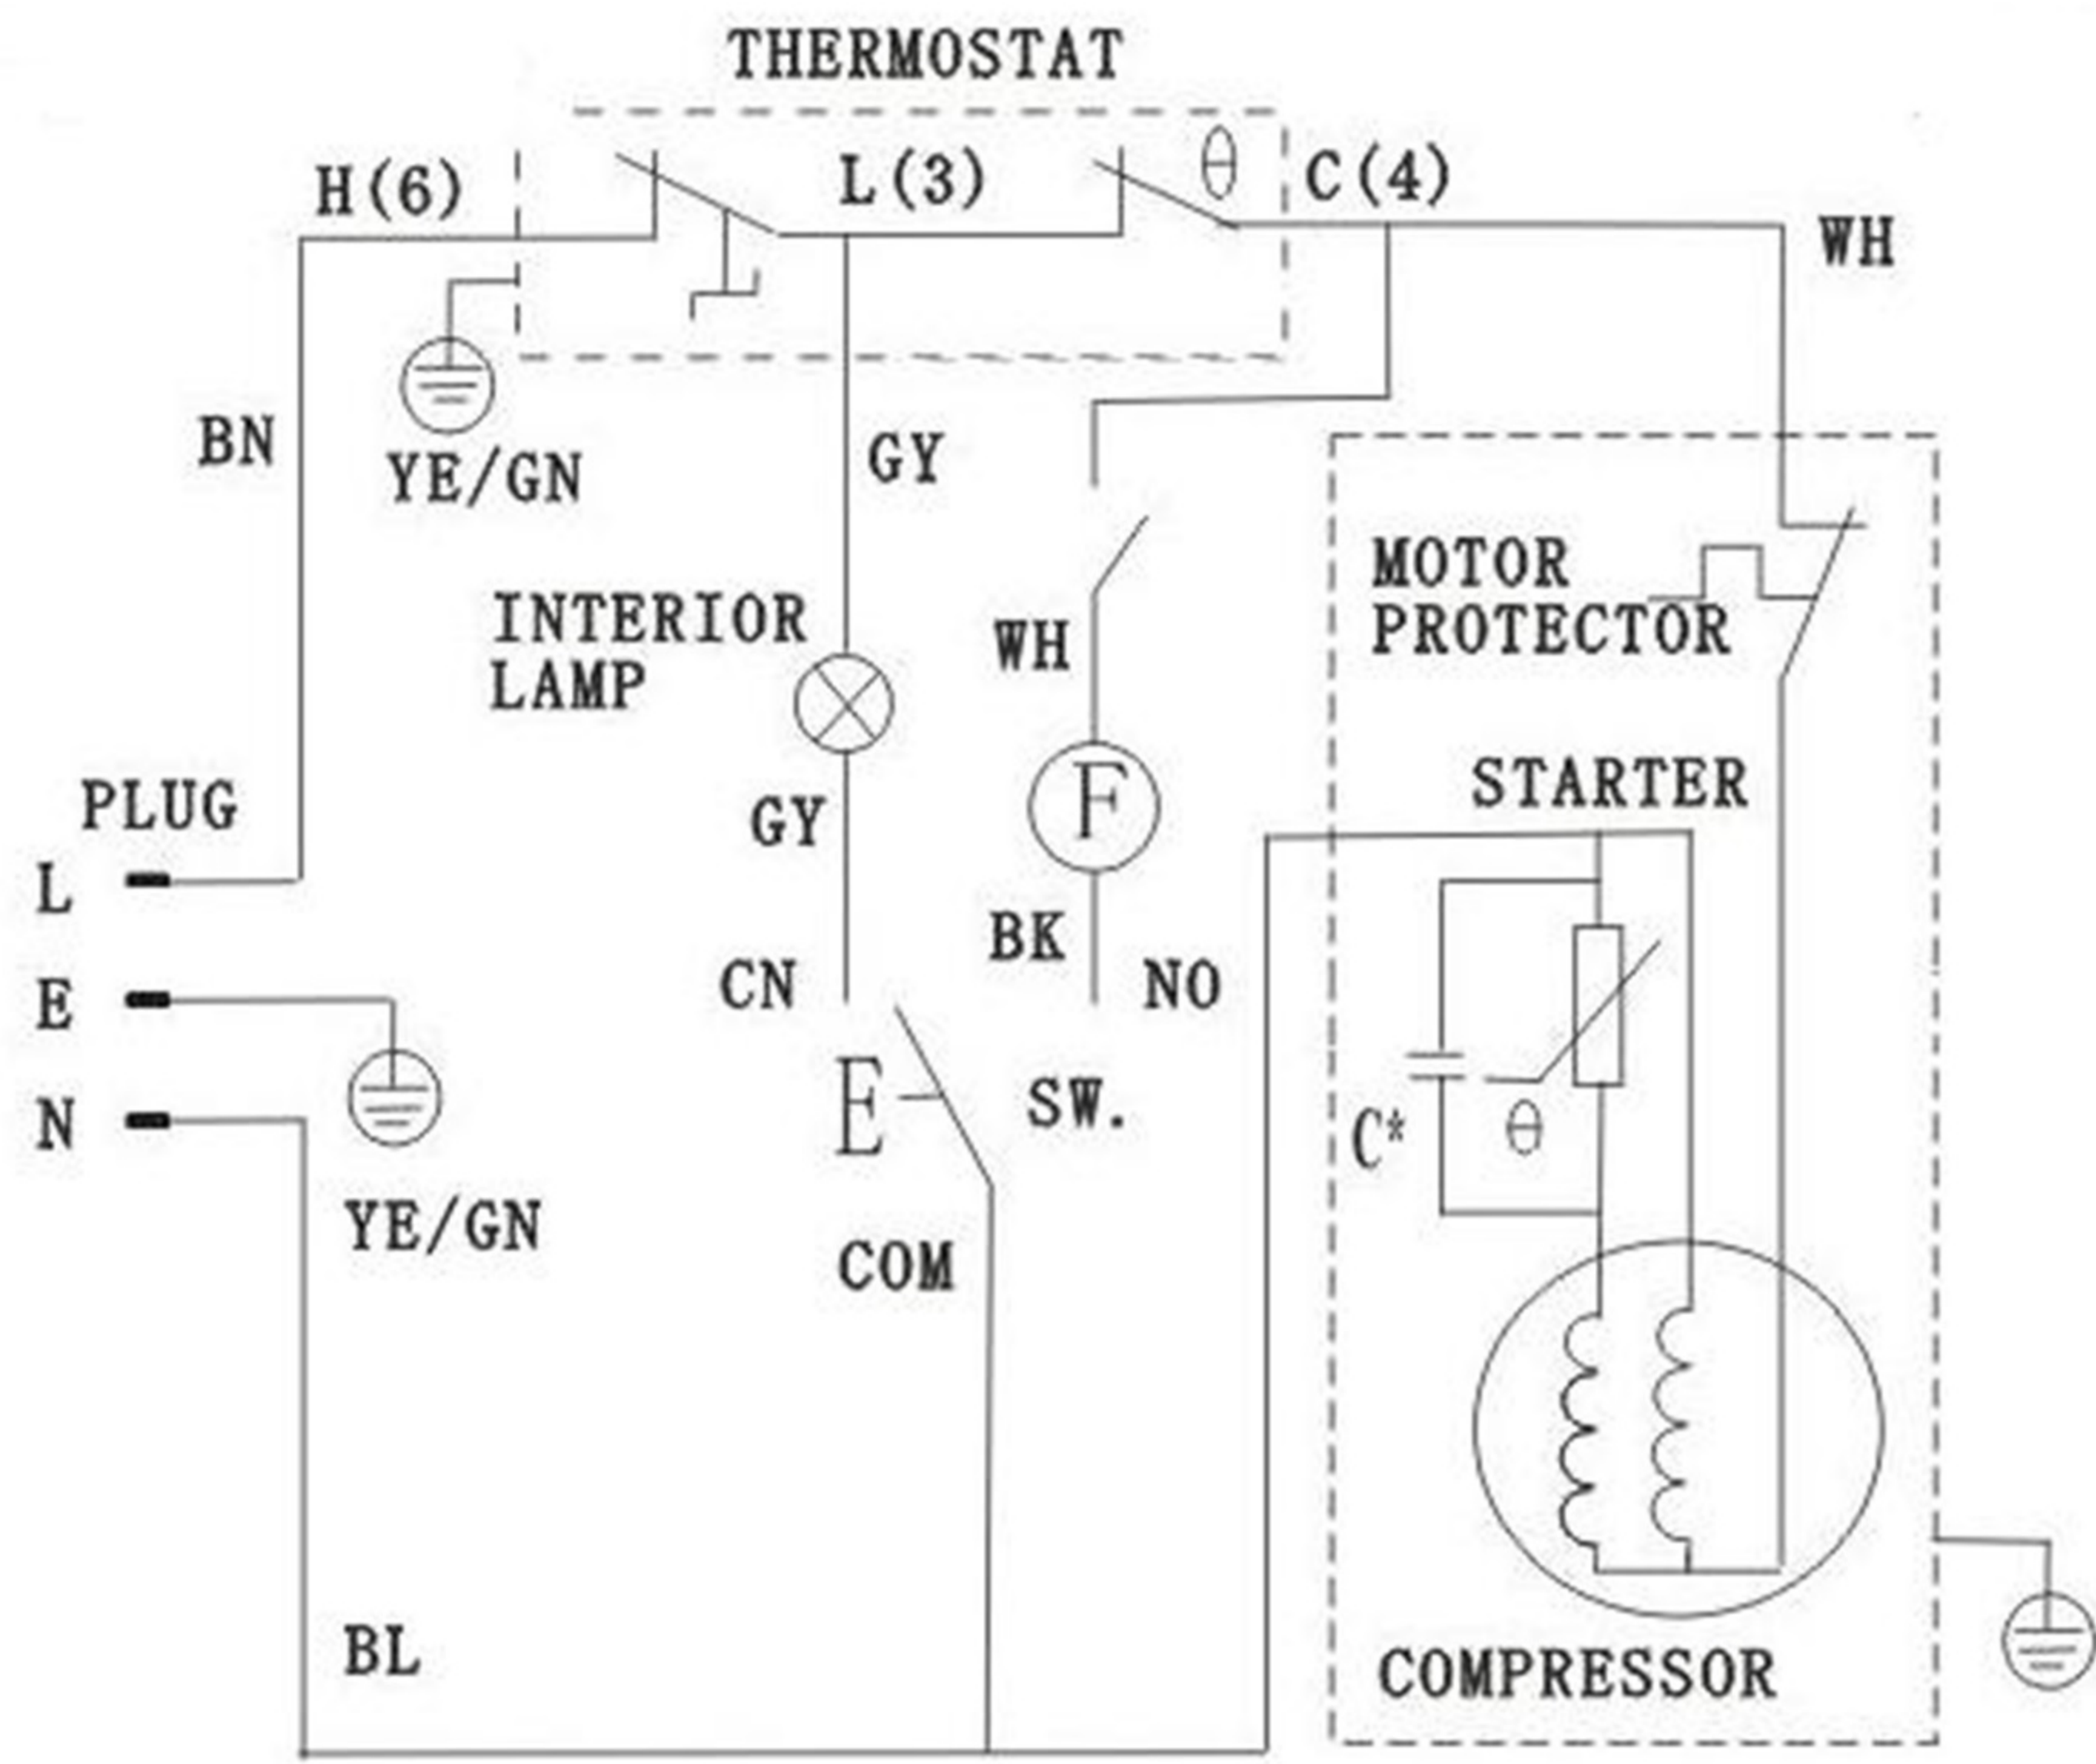 THERMOSTAT
H(6)
L(3)
θ
C(4)
WH
BN
YE/GN
GY
INTERIOR
LAMP
WH
MOTOR
PROTECTOR
PLUG
GY
F
STARTER
L
BK
CN
NO
E
E
SW.
N
C*
θ
YE/GN
COM
BL
COMPRESSOR